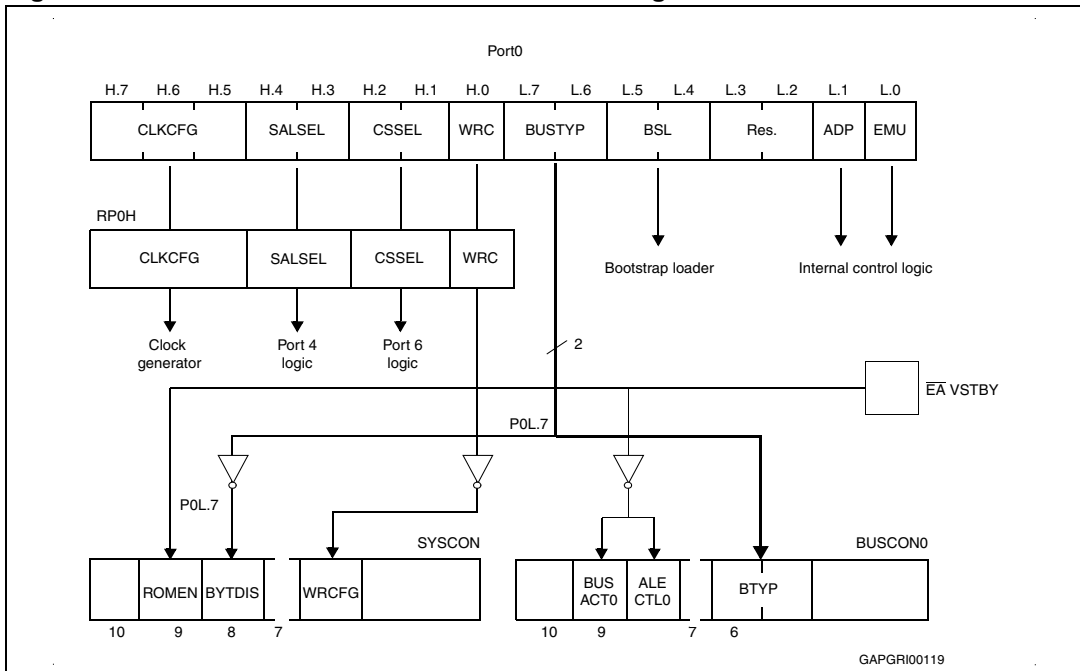 Port0
H.7 H.6 H.5 H.4 H.3 H.2 H.1 H.0 L.7 L.6 L.5 L.4 L.3 L.2 L.1 L.0
CLKCFG SALSEL CSSEL WRC BUSTYP BSL Res. ADP EMU
RP0H
CLKCFG SALSEL CSSEL WRC
Bootstrap loader Internal control logic
Clock generator
Port 4 logic
Port 6 logic
2
EA VSTBY
P0L.7
P0L.7
SYSCON BUSCON0
ROMEN BYTDIS WRCFG
BUS ACT0
ALE CTL0
BTYP
10 9 8 7 10 9 7 6
GAPGRI00119